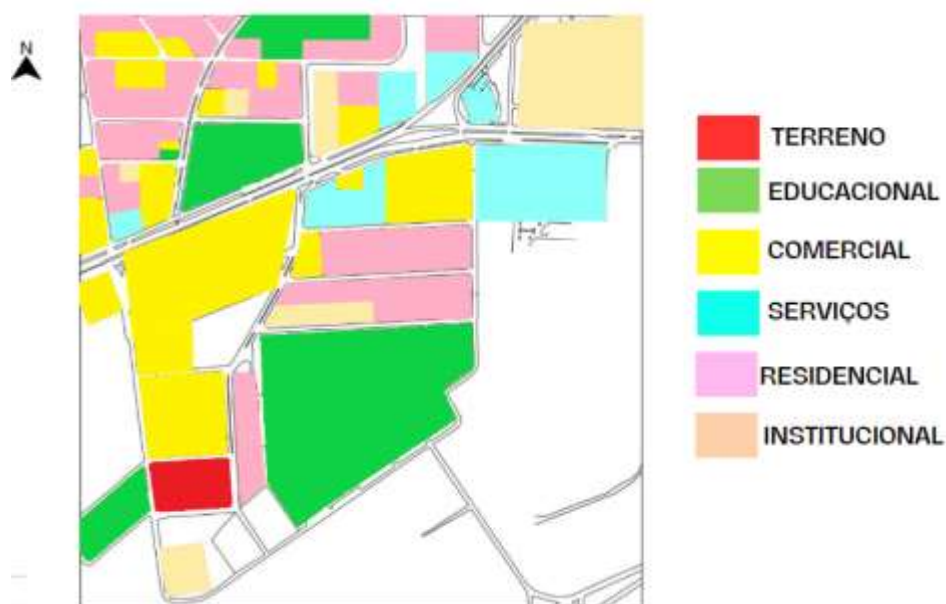 N
TERRENO
EDUCACIONAL
COMERCIAL
SERVIÇOS
RESIDENCIAL
INSTITUCIONAL